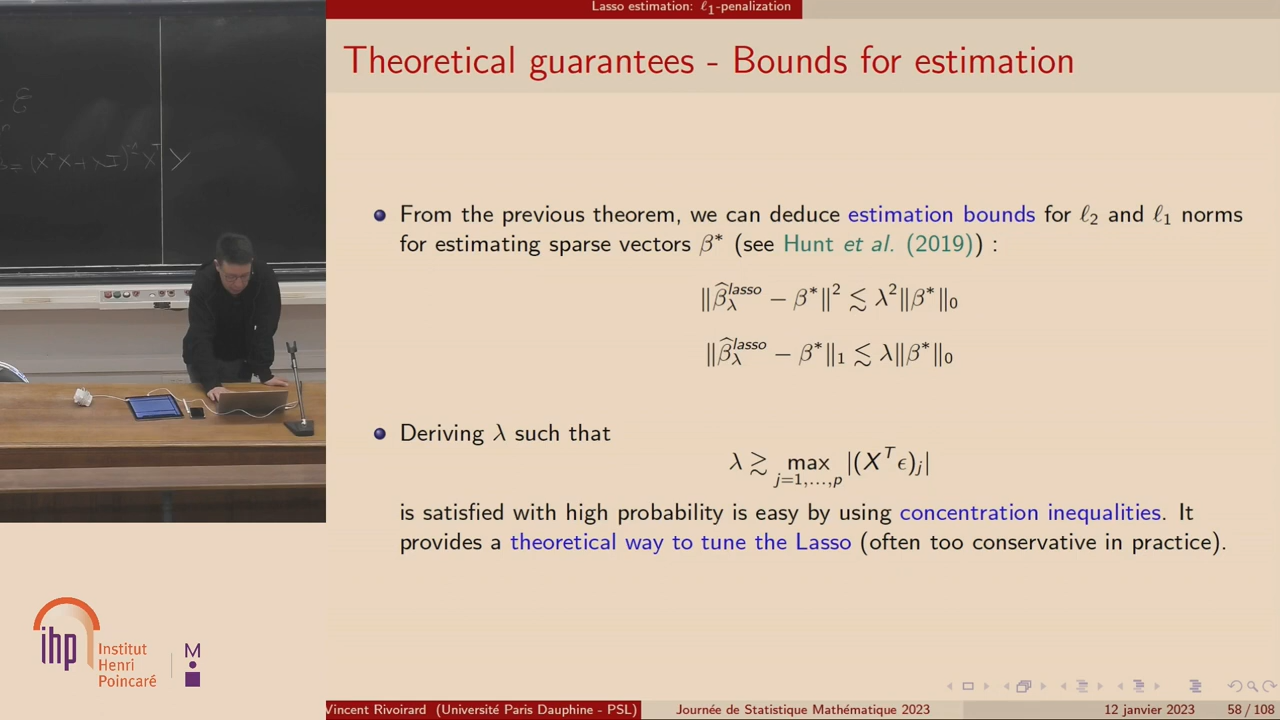 Lasso estimation: ℓ₁-penalization
Theoretical guarantees - Bounds for estimation
From the previous theorem, we can deduce estimation bounds for ℓ₂ and ℓ₁ norms
for estimating sparse vectors β* (see Hunt et al. (2019)) :
‖β̂_λ^lasso − β*‖² ≲ λ²‖β*‖₀
‖β̂_λ^lasso − β*‖₁ ≲ λ‖β*‖₀
Deriving λ such that
λ ≳ max_{j=1,...,p} |(X^T ϵ)_j|
is satisfied with high probability is easy by using concentration inequalities. It
provides a theoretical way to tune the Lasso (often too conservative in practice).
ihp Institut
Henri
Poincaré
M
Vincent Rivoirard (Université Paris Dauphine - PSL)
Journée de Statistique Mathématique 2023
12 janvier 2023
58 / 108